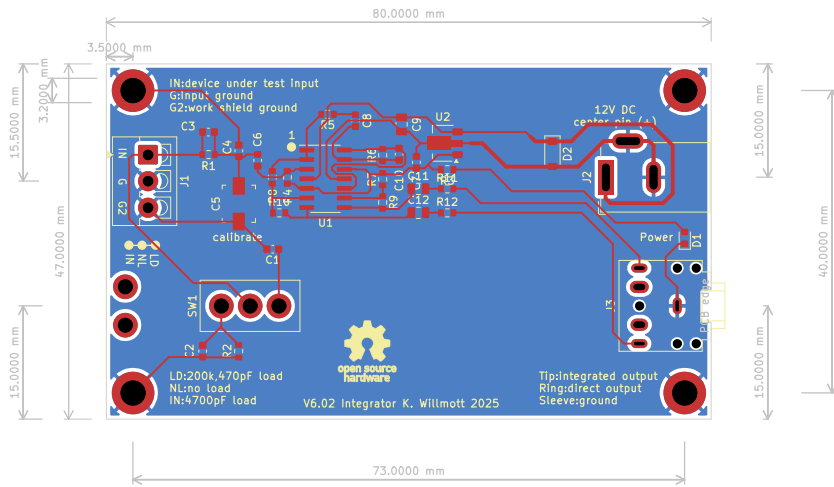 80.0000 mm
3.5000 mm
IN:device under test input
G:input ground
G2:work shield ground
12V DC
center pin (+)
3.2000 mm
15.5000 mm
47.0000 mm
15.0000 mm
15.0000 mm
15.0000 mm
40.0000 mm
C3
R1
C4
C6
1
R5
C8
C9
U2
D2
J2
IN
G
G2
J1
C5
calibrate
R10
U1
R6
R9
C10
C11
R11
C12
R12
C1
IN
NL
LD
SW1
R2
Power
D1
J3
PCB edge
LD:200k,470pF load
NL:no load
IN:4700pF load
open source
hardware
V6.02 Integrator K. Willmott 2025
Tip:integrated output
Ring:direct output
Sleeve:ground
73.0000 mm